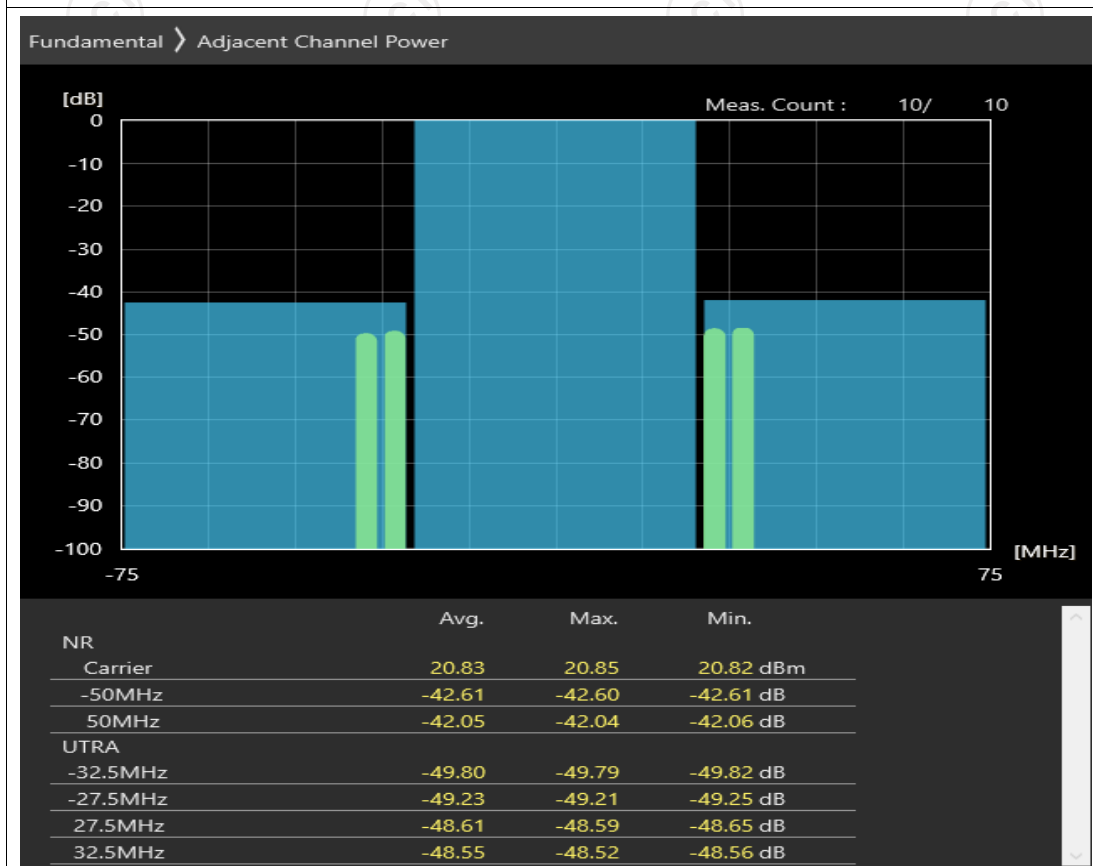 Fundamental 〉 Adjacent Channel Power
[dB]
Meas. Count : 10/ 10
0
-10
-20
-30
-40
-50
-60
-70
-80
-90
-100
[MHz]
-75 75
Avg. Max. Min.
NR
Carrier 20.83 20.85 20.82 dBm
-50MHz -42.61 -42.60 -42.61 dB
50MHz -42.05 -42.04 -42.06 dB
UTRA
-32.5MHz -49.80 -49.79 -49.82 dB
-27.5MHz -49.23 -49.21 -49.25 dB
27.5MHz -48.61 -48.59 -48.65 dB
32.5MHz -48.55 -48.52 -48.56 dB